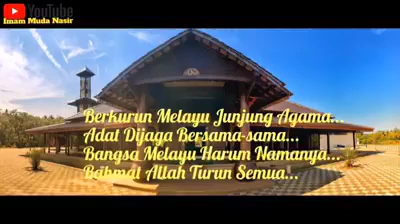 YouTube
Imam Muda Nasir
Berkurun Melayu Junjung Agama...
Adat Dijaga Bersama-sama...
Bangsa Melayu Harum Namanya...
Rahmat Allah Turun Semua...